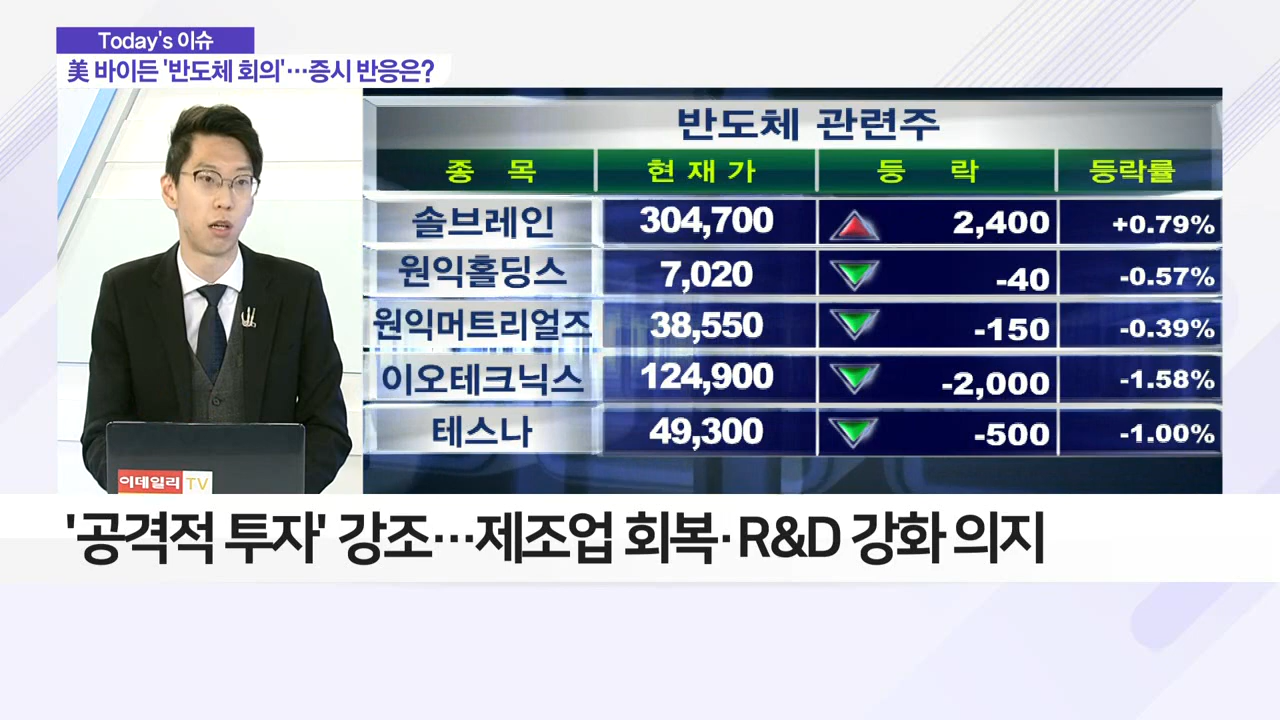 Today's 이슈
美 바이든 '반도체 회의'…증시 반응은?
반도체 관련주
종 목 현 재 가 등 락 등락률
솔브레인 304,700 2,400 +0.79%
원익홀딩스 7,020 -40 -0.57%
원익머트리얼즈 38,550 -150 -0.39%
이오테크닉스 124,900 -2,000 -1.58%
테스나 49,300 -500 -1.00%
이데일리 TV
'공격적 투자' 강조…제조업 회복·R&D 강화 의지